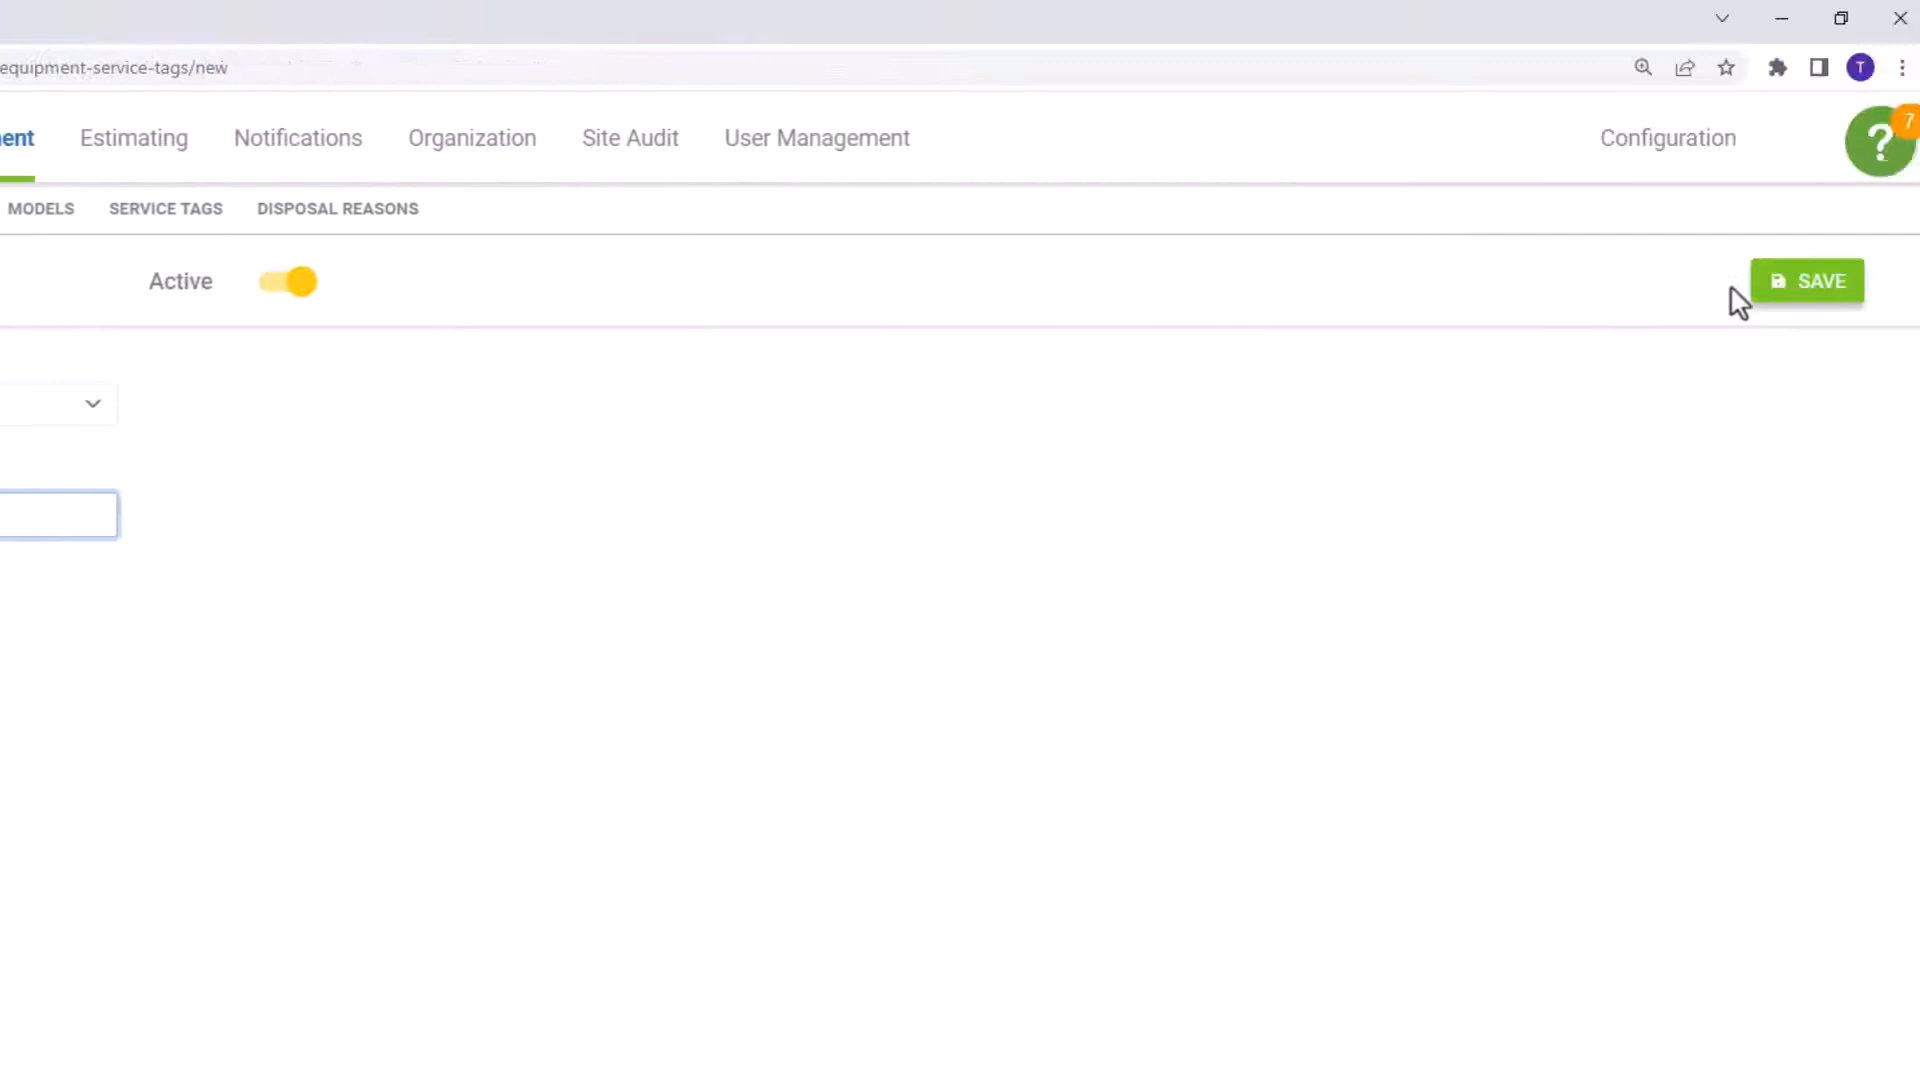 equipment-service-tags/new
T
ent Estimating Notifications Organization Site Audit User Management Configuration ? 7
MODELS SERVICE TAGS DISPOSAL REASONS
Active SAVE